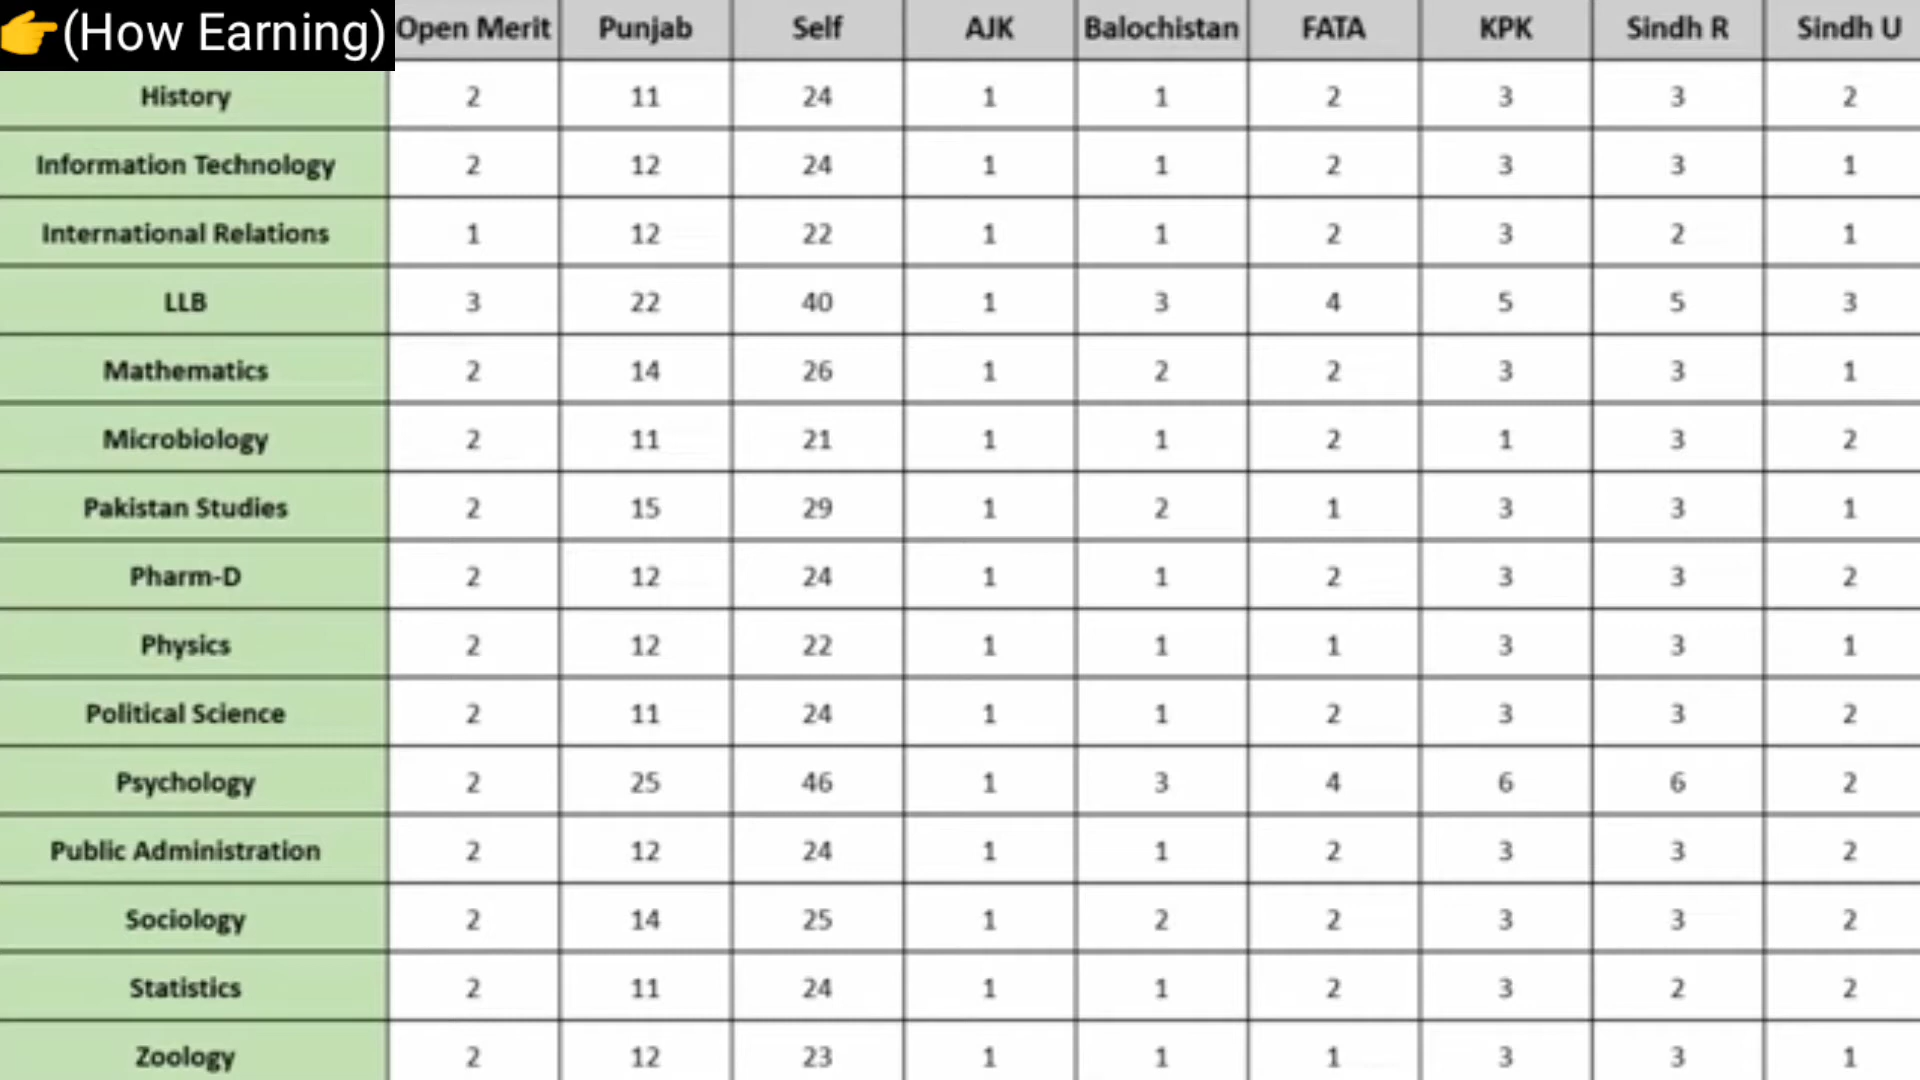 👉(How Earning) Open Merit Punjab Self AJK Balochistan FATA KPK Sindh R Sindh U
History 2 11 24 1 1 2 3 3 2
Information Technology 2 12 24 1 1 2 3 3 1
International Relations 1 12 22 1 1 2 3 2 1
LLB 3 22 40 1 3 4 5 5 3
Mathematics 2 14 26 1 2 2 3 3 1
Microbiology 2 11 21 1 1 2 1 3 2
Pakistan Studies 2 15 29 1 2 1 3 3 1
Pharm-D 2 12 24 1 1 2 3 3 2
Physics 2 12 22 1 1 1 3 3 1
Political Science 2 11 24 1 1 2 3 3 2
Psychology 2 25 46 1 3 4 6 6 2
Public Administration 2 12 24 1 1 2 3 3 2
Sociology 2 14 25 1 2 2 3 3 2
Statistics 2 11 24 1 1 2 3 2 2
Zoology 2 12 23 1 1 1 3 3 1